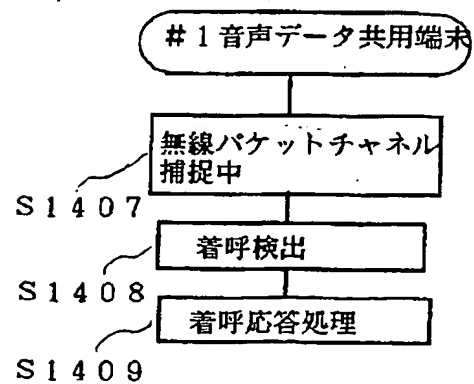 #1音声データ共用端末
無線パケットチャネル
捕捉中
S1407
着呼検出
S1408
着呼応答処理
S1409